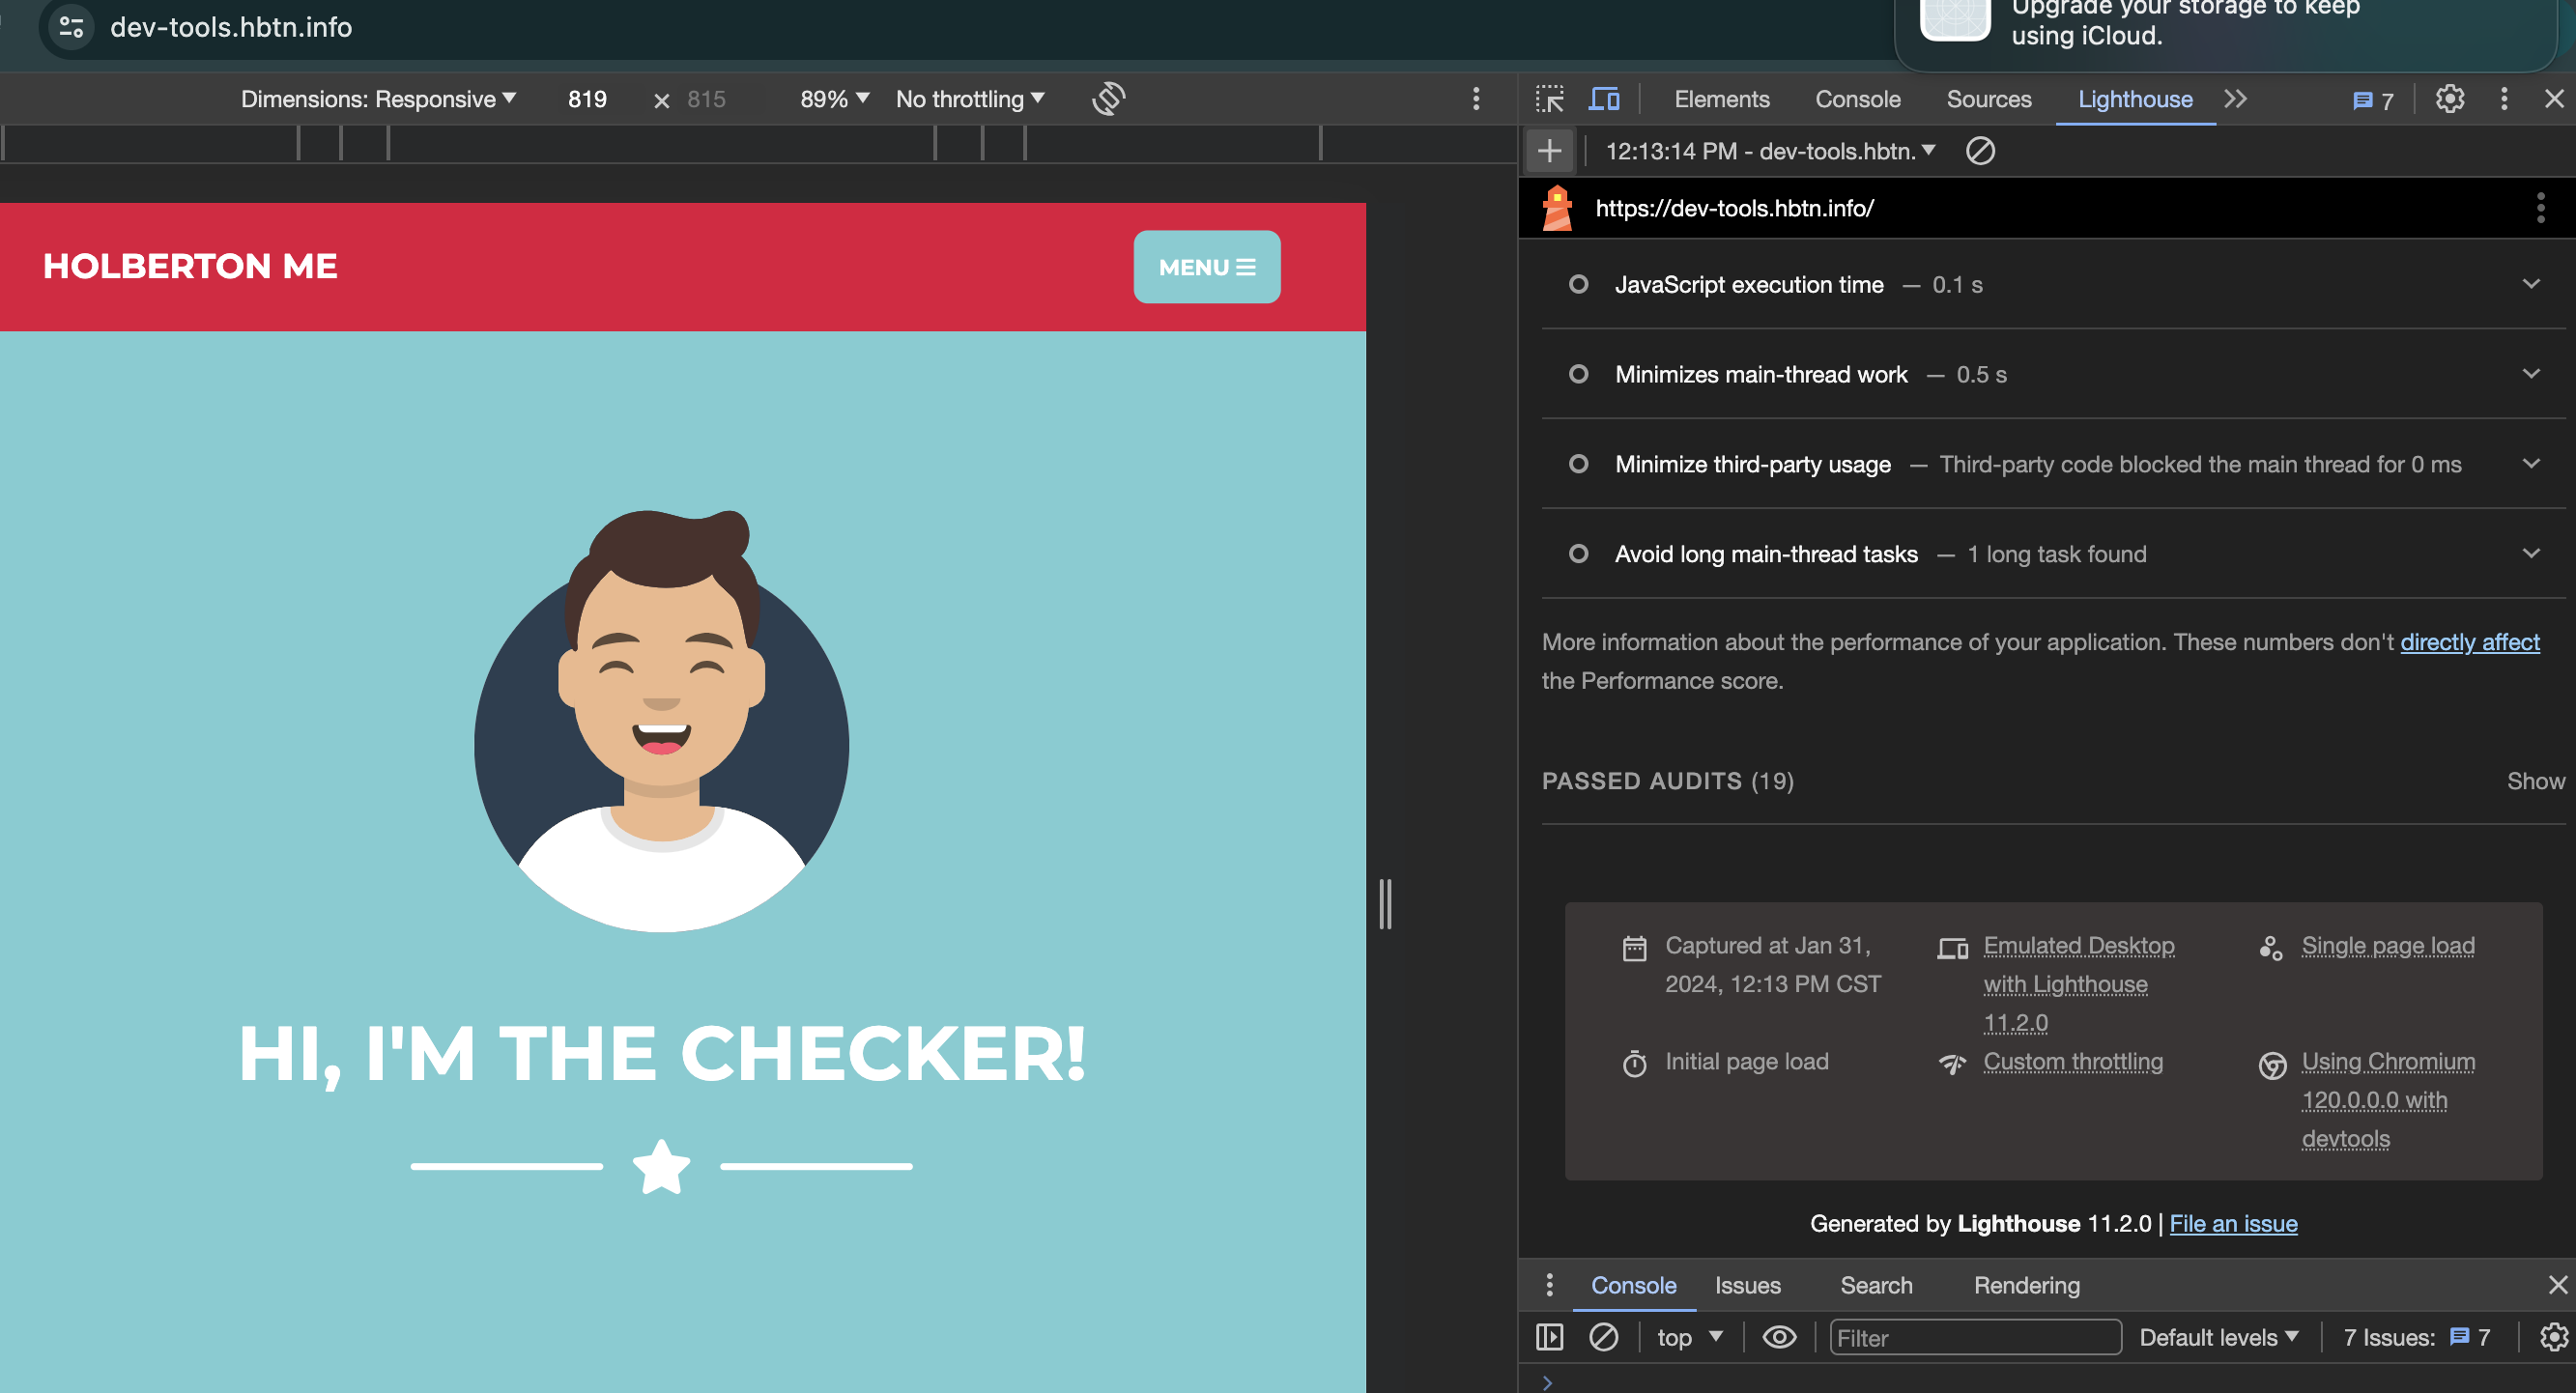 dev-tools.hbtn.info
Upgrade your storage to keep
using iCloud.
Dimensions: Responsive 819 × 815 89% No throttling
Elements Console Sources Lighthouse 7
12:13:14 PM - dev-tools.hbtn.
https://dev-tools.hbtn.info/
HOLBERTON ME
MENU
HI, I'M THE CHECKER!
JavaScript execution time — 0.1 s
Minimizes main-thread work — 0.5 s
Minimize third-party usage — Third-party code blocked the main thread for 0 ms
Avoid long main-thread tasks — 1 long task found
More information about the performance of your application. These numbers don't directly affect
the Performance score.
PASSED AUDITS (19) Show
Captured at Jan 31,
2024, 12:13 PM CST
Emulated Desktop
with Lighthouse
11.2.0
Single page load
Initial page load
Custom throttling
Using Chromium
120.0.0.0 with
devtools
Generated by Lighthouse 11.2.0 | File an issue
Console Issues Search Rendering
top Filter Default levels 7 Issues: 7